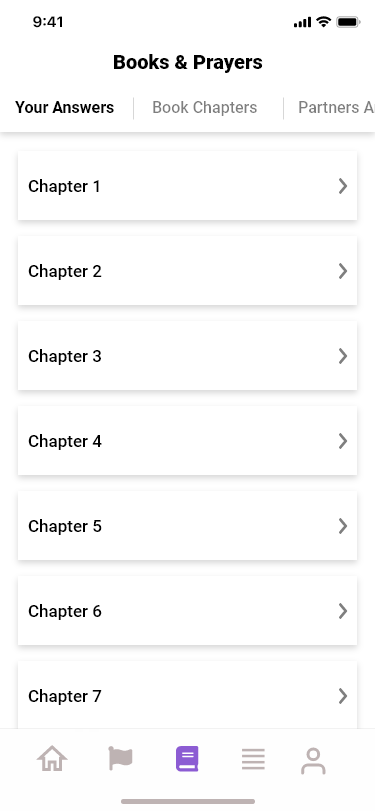 9:41
Books & Prayers
Your Answers Book Chapters Partners A
Chapter 1
Chapter 2
Chapter 3
Chapter 4
Chapter 5
Chapter 6
Chapter 7